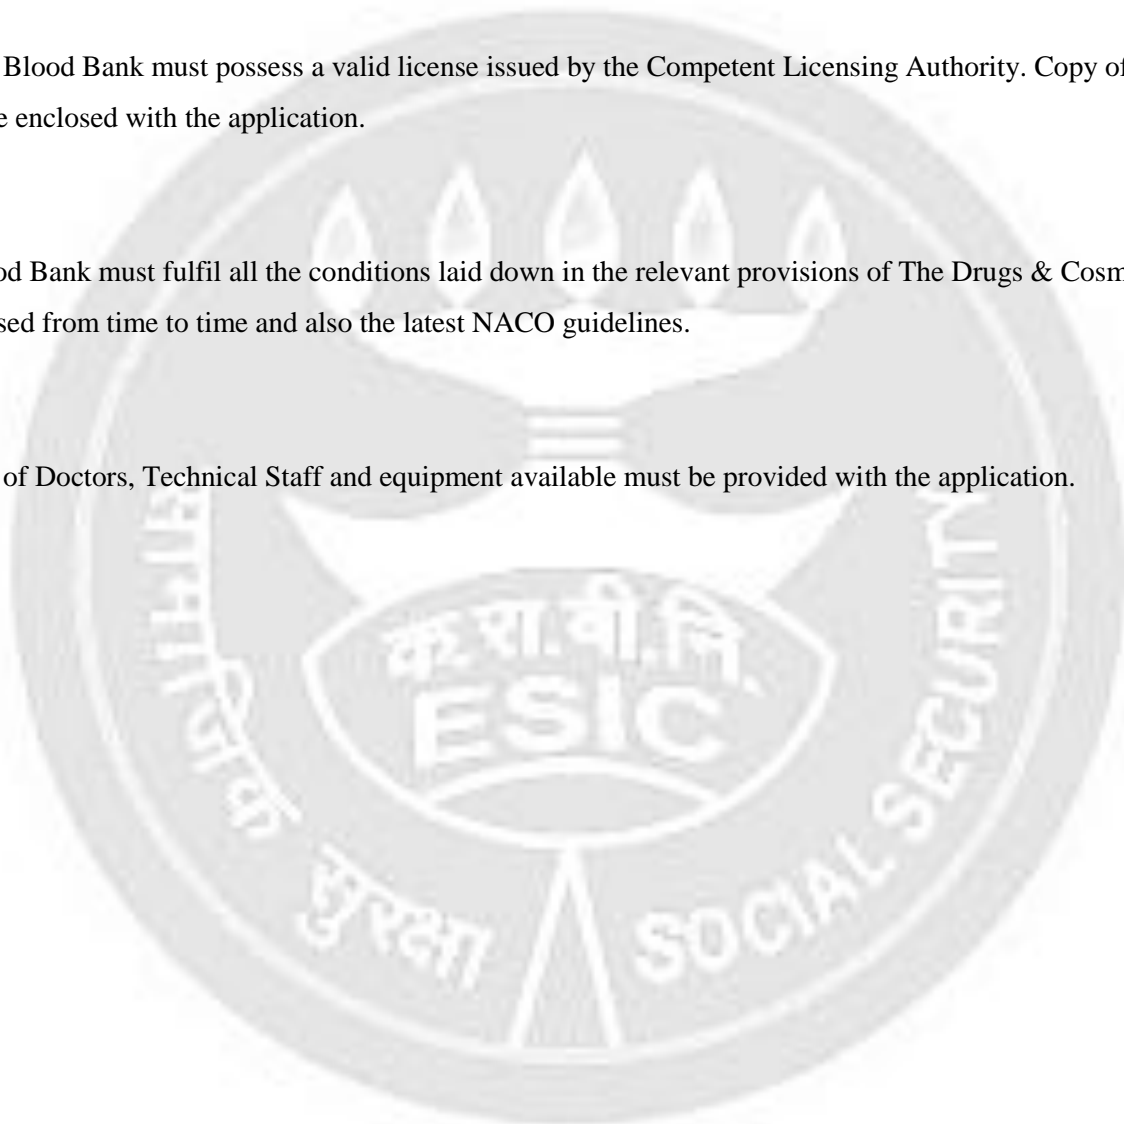 Blood Bank must possess a valid license issued by the Competent Licensing Authority. Copy of
enclosed with the application.
Bank must fulfil all the conditions laid down in the relevant provisions of The Drugs &
from time to time and also the latest NACO guidelines.
of Doctors, Technical Staff and equipment available must be provided with the application.
क.रा.बी.नि.
ESIC
सामाजिक सुरक्षा
SOCIAL SECURITY